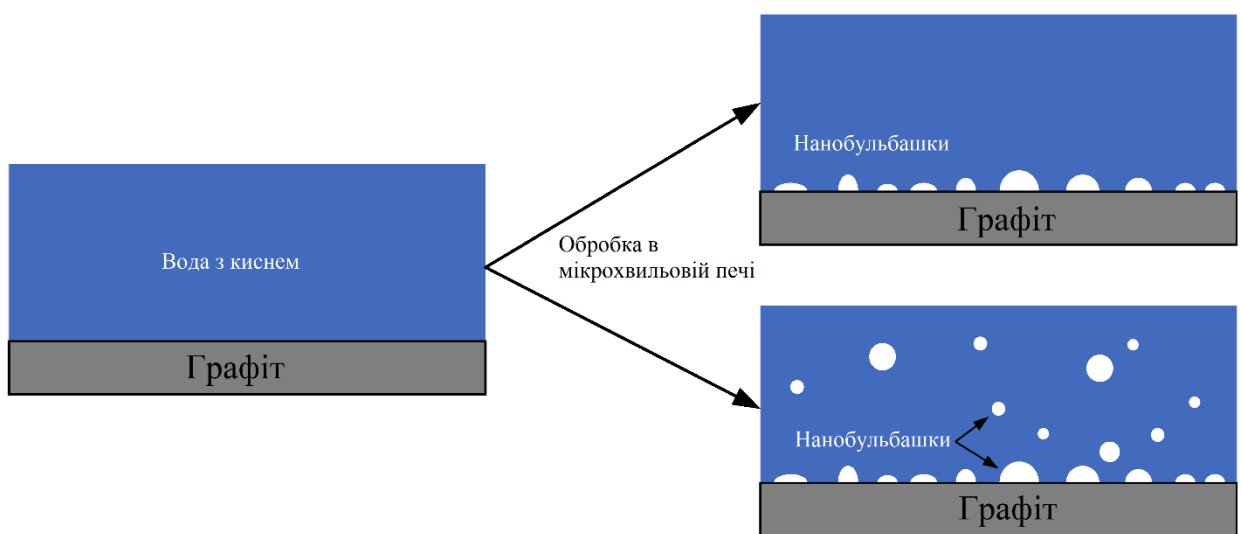 Вода з киснем
Графіт
Обробка в
мікрохвильовій печі
Нанобульбашки
Графіт
Нанобульбашки
Графіт